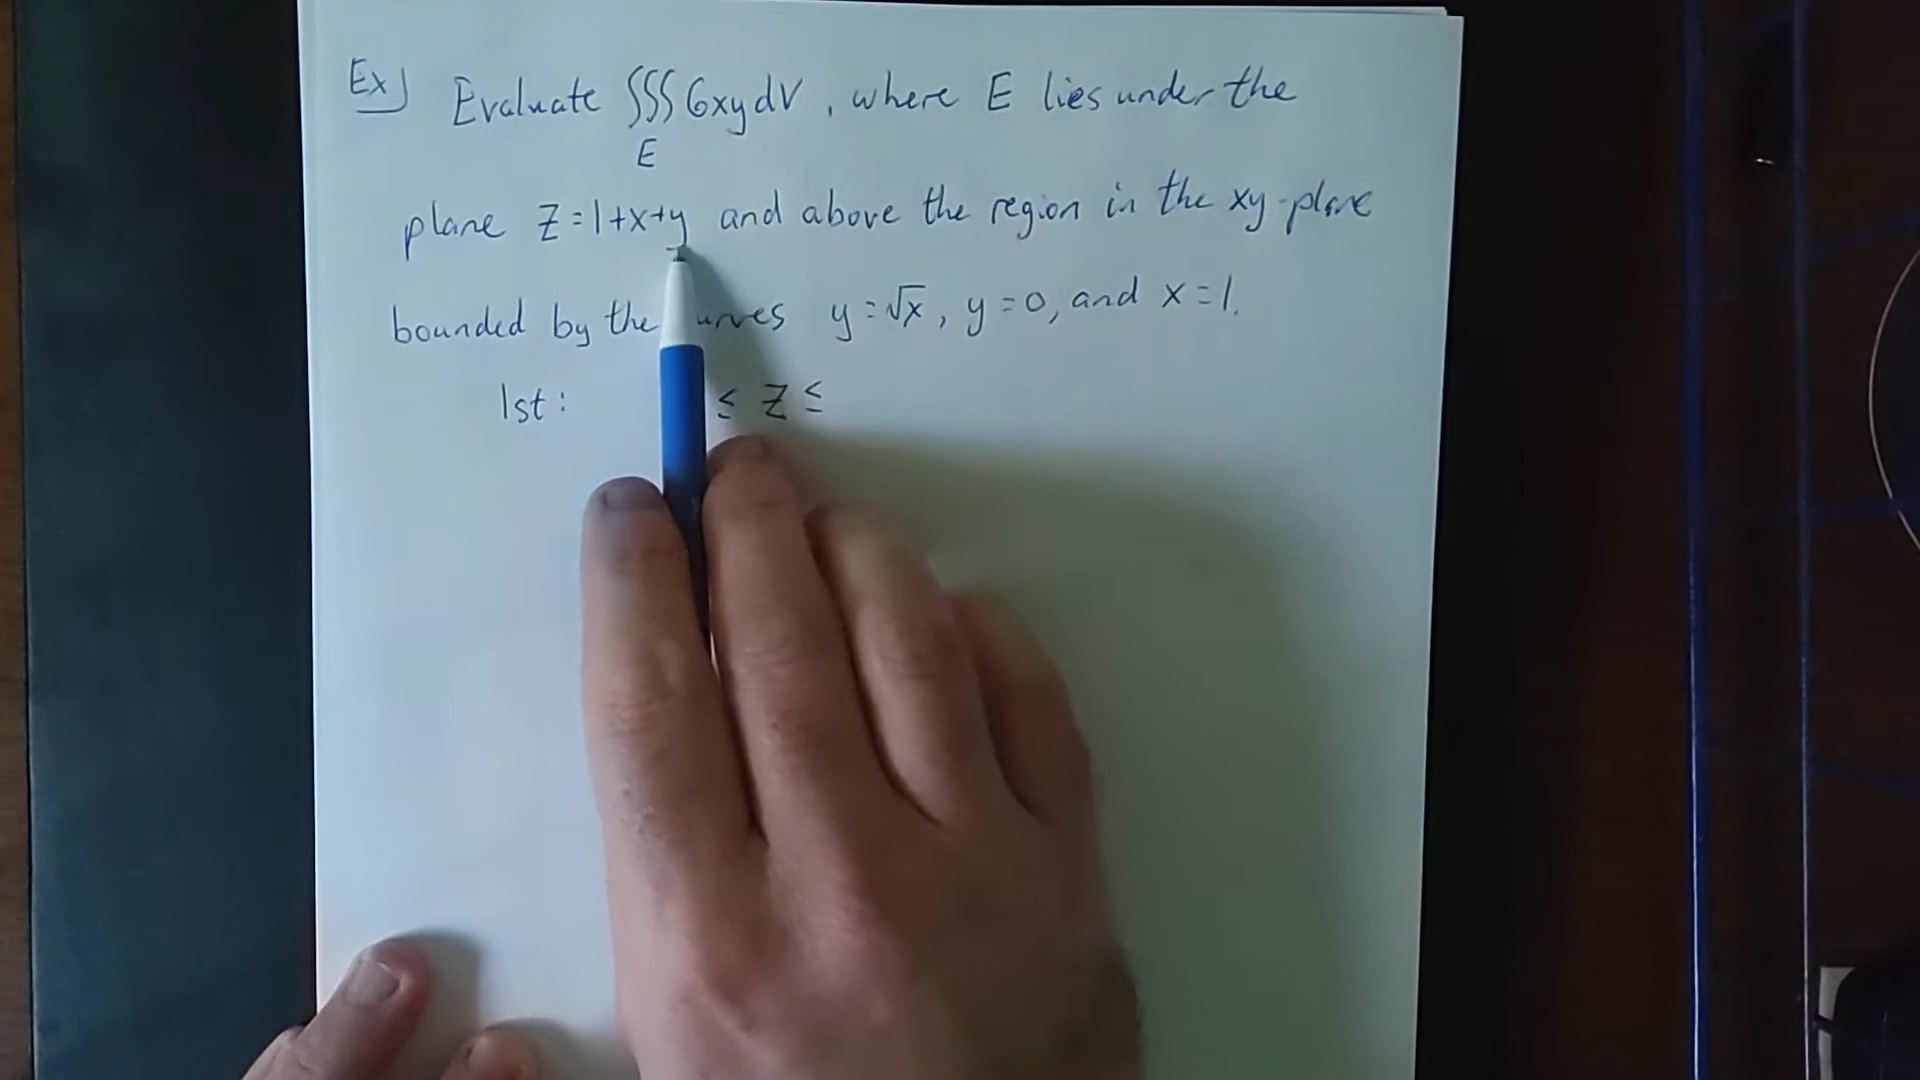 Ex) Evaluate ∭ 6xy dV, where E lies under the
E
plane z = 1+x+y and above the region in the xy-plane
bounded by the y = √x, y = 0, and x = 1.
1st: ≤ z ≤